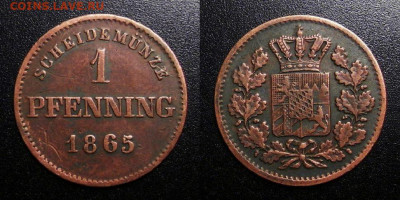 COINS.LAVE.RU
SCHEIDEMÜNZE
1
PFENNING
1865